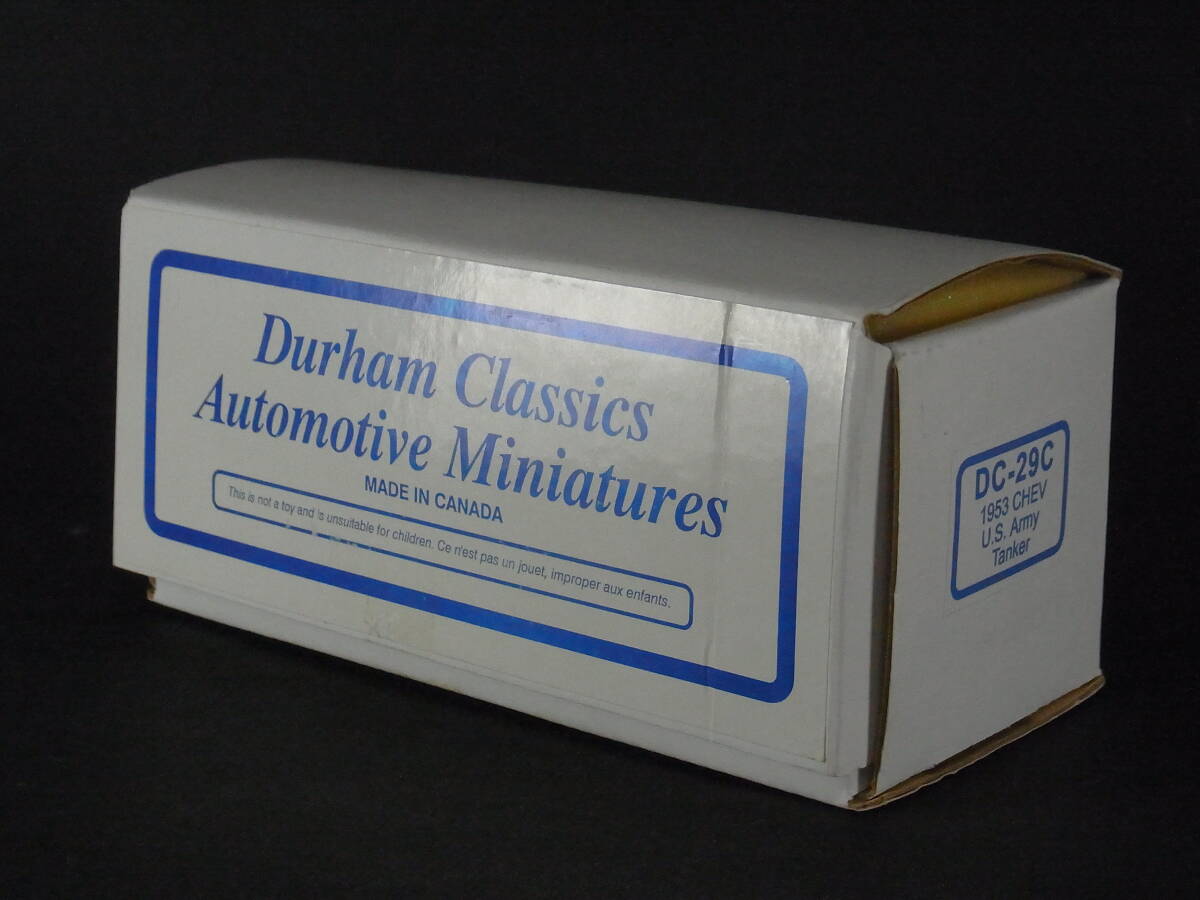 Durham Classics
Automotive Miniatures
MADE IN CANADA
This is not a toy and is unsuitable for children. Ce n'est pas un jouet, improper aux enfants.
DC-29C
1953 CHEV
U.S. Army
Tanker